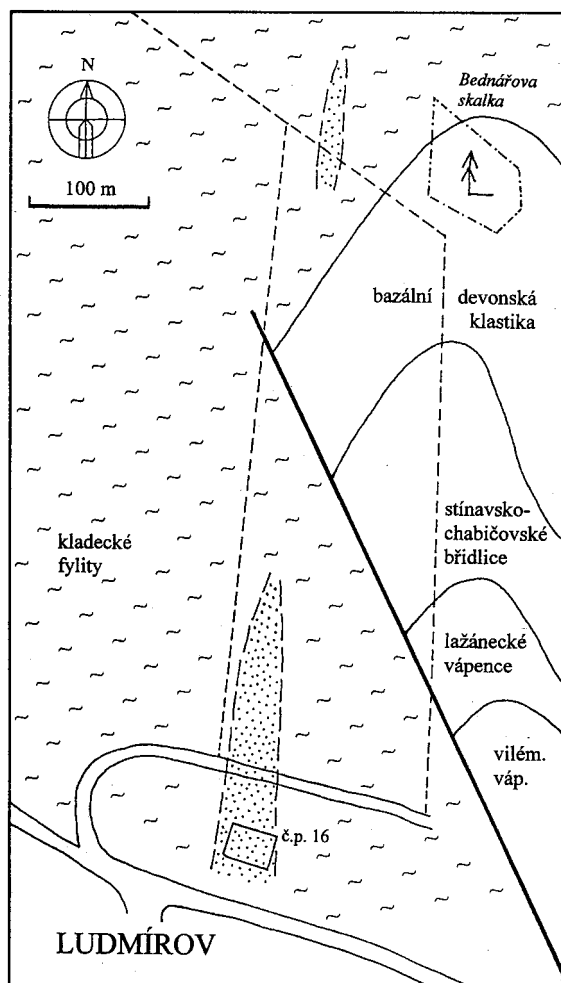 N
100 m
Bednářova
skalka
bazální
devonská
klastika
stínavsko-
chabičovské
břidlice
kladecké
fylity
lažánecké
vápence
vilém.
váp.
č.p. 16
LUDMÍROV